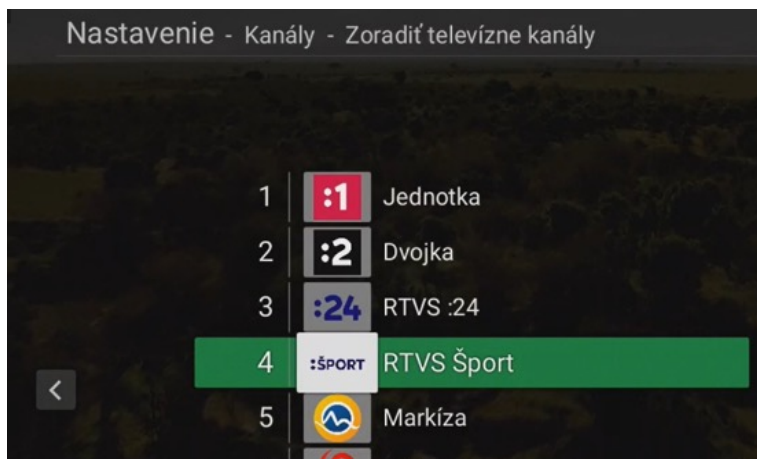 Nastavenie - Kanály - Zoradiť televízne kanály
1 :1 Jednotka
2 :2 Dvojka
3 :24 RTVS :24
4 :ŠPORT RTVS Šport
5 Markíza